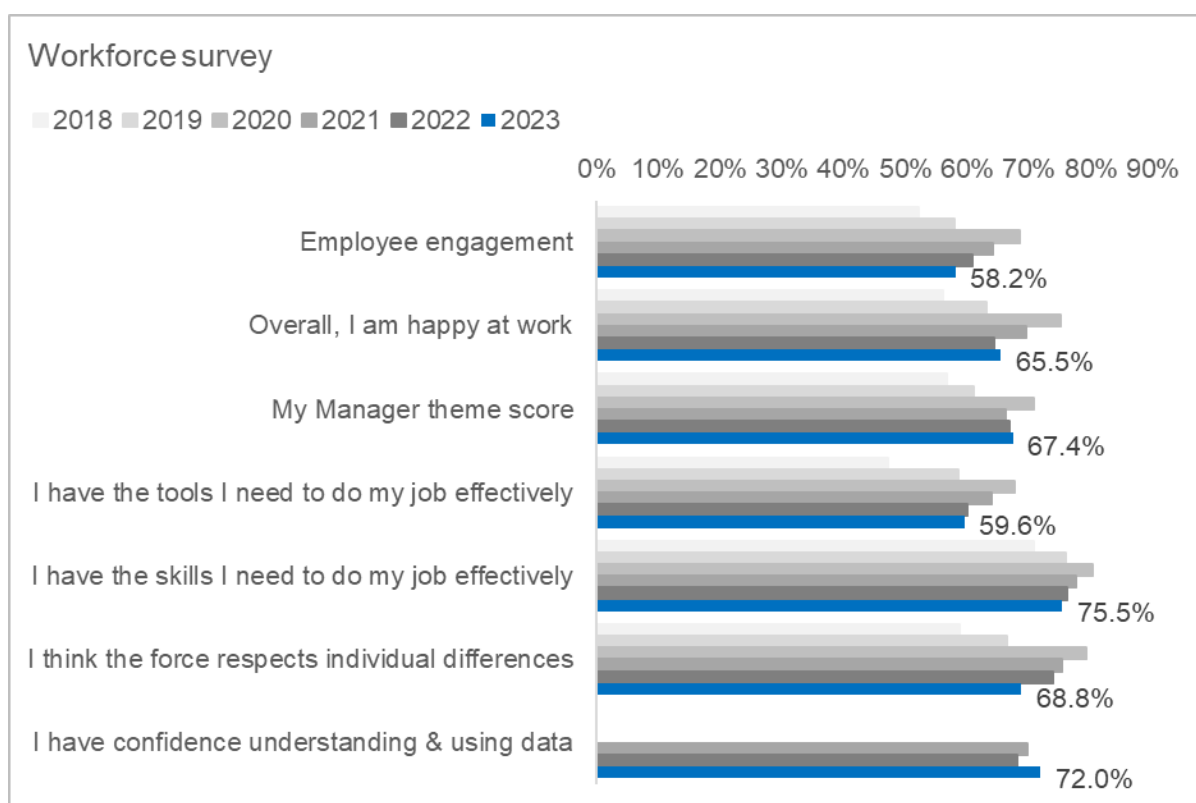 Workforce survey
2018 2019 2020 2021 2022 2023
0% 10% 20% 30% 40% 50% 60% 70% 80% 90%
Employee engagement
58.2%
Overall, I am happy at work
65.5%
My Manager theme score
67.4%
I have the tools I need to do my job effectively
59.6%
I have the skills I need to do my job effectively
75.5%
I think the force respects individual differences
68.8%
I have confidence understanding & using data
72.0%